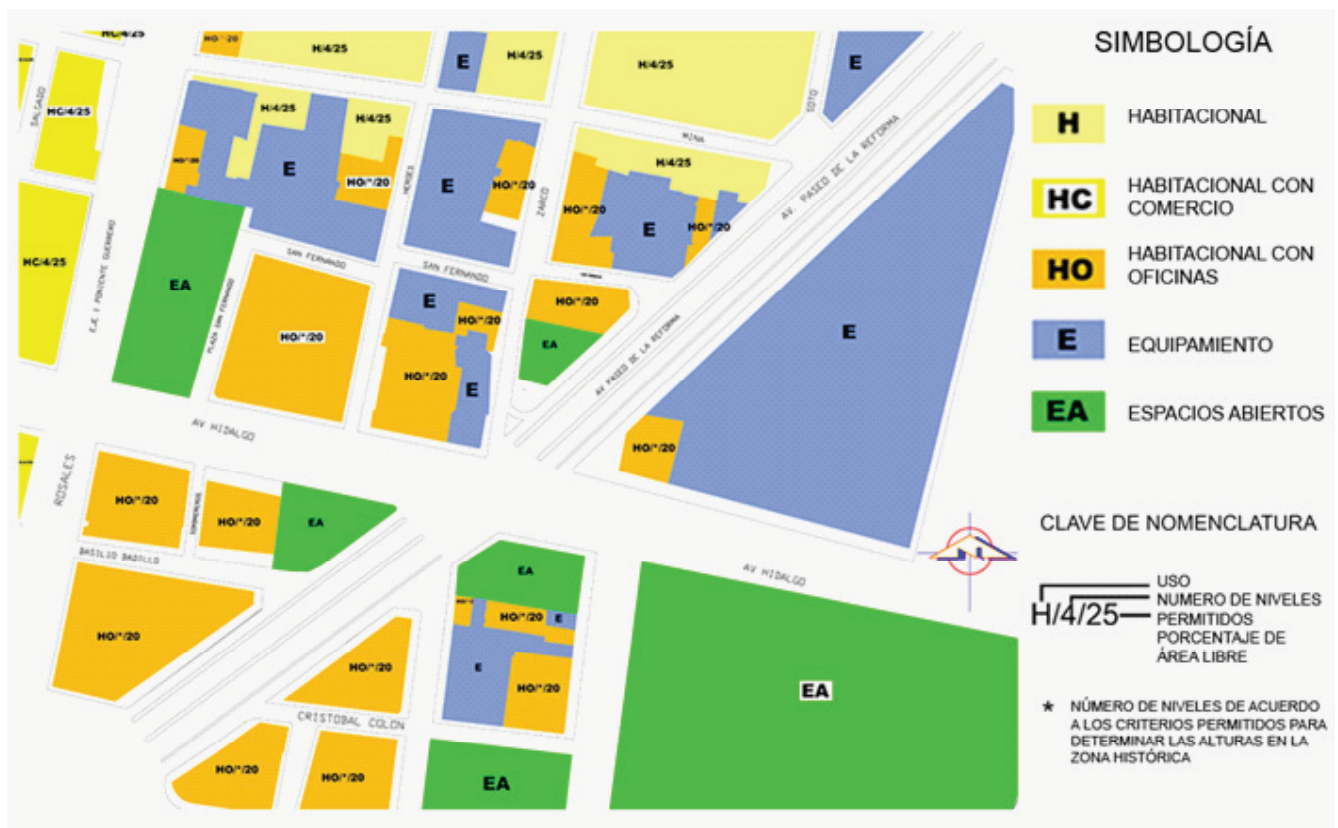 HC/4/25
HO/*/20
H/4/25
E
H/4/25
H/4/25
E
SALGADO
HC/4/25
H/4/25
H/4/25
SOTO
MINA
H/4/25
E
HO/*/20
HEROES
E
HO/*/20
ZARCO
HO/*/20
E
HO/*/20
AV. PASEO DE LA REFORMA
HC/4/25
EJE 1 PONIENTE GUERRERO
EA
PLAZA SAN FERNANDO
SAN FERNANDO
SAN FERNANDO
HO/*/20
E
HO/*/20
HO/*/20
E
HO/*/20
EA
AV PASEO DE LA REFORMA
E
HO/*/20
AV HIDALGO
ROSALES
HO/*/20
HO/*/20
EA
BASILIO BADILLO
HO/*/20
AV HIDALGO
EA
HO/*/20
E
E
HO/*/20
HO/*/20
CRISTOBAL COLON
HO/*/20
HO/*/20
EA
EA
SIMBOLOGÍA
H HABITACIONAL
HC HABITACIONAL CON
COMERCIO
HO HABITACIONAL CON
OFICINAS
E EQUIPAMIENTO
EA ESPACIOS ABIERTOS
CLAVE DE NOMENCLATURA
H/4/25
USO
NUMERO DE NIVELES
PERMITIDOS
PORCENTAJE DE
ÁREA LIBRE
* NÚMERO DE NIVELES DE ACUERDO
A LOS CRITERIOS PERMITIDOS PARA
DETERMINAR LAS ALTURAS EN LA
ZONA HISTÓRICA